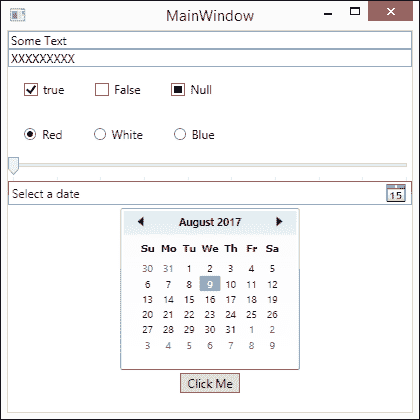 MainWindow
Some Text
XXXXXXXXX
true False Null
Red White Blue
Select a date 15
August 2017
Su Mo Tu We Th Fr Sa
30 31 1 2 3 4 5
6 7 8 9 10 11 12
13 14 15 16 17 18 19
20 21 22 23 24 25 26
27 28 29 30 31 1 2
3 4 5 6 7 8 9
Click Me